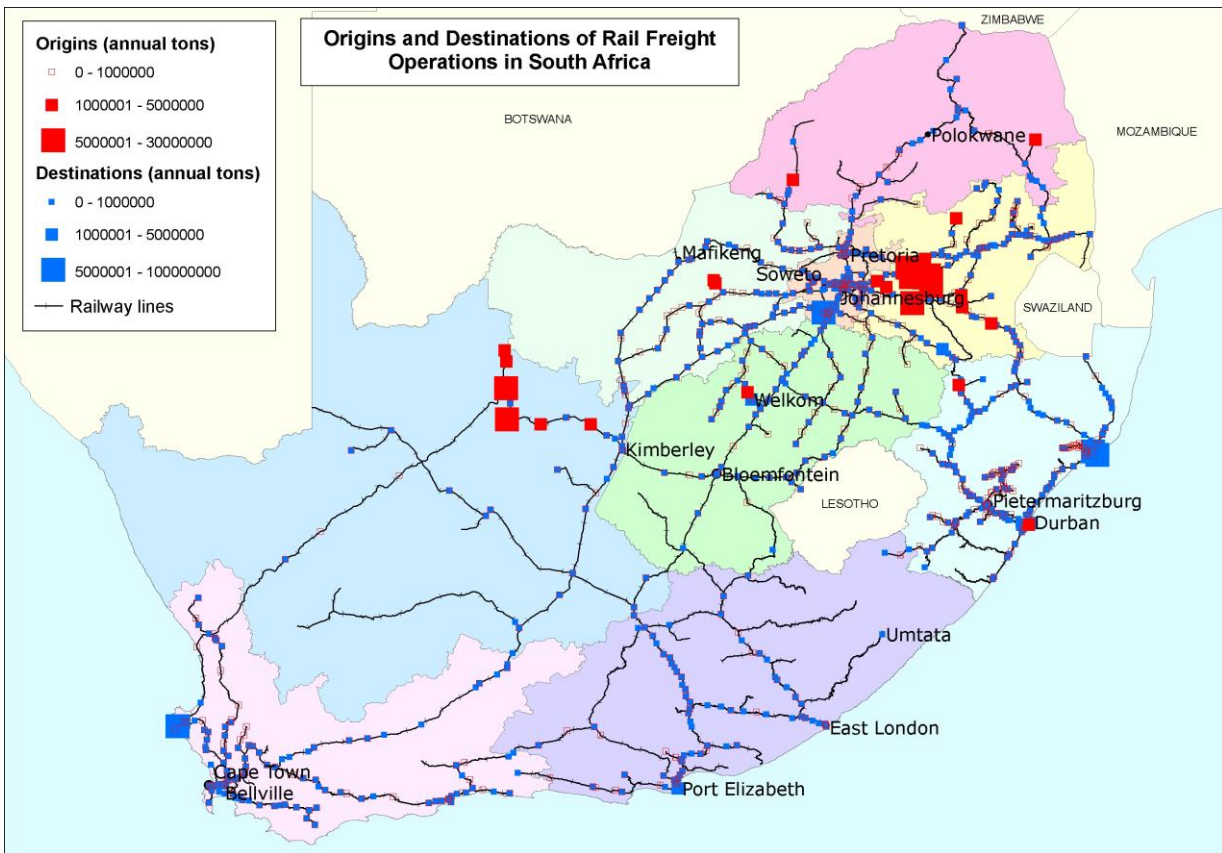 Origins and Destinations of Rail Freight
Operations in South Africa
Origins (annual tons)
0 - 1000000
1000001 - 5000000
5000001 - 30000000
Destinations (annual tons)
0 - 1000000
1000001 - 5000000
5000001 - 100000000
Railway lines
ZIMBABWE
BOTSWANA
MOZAMBIQUE
Polokwane
Mafikeng
Pretoria
Soweto
Johannesburg
SWAZILAND
Welkom
Kimberley
Bloemfontein
LESOTHO
Pietermaritzburg
Durban
Umtata
East London
Cape Town
Bellville
Port Elizabeth